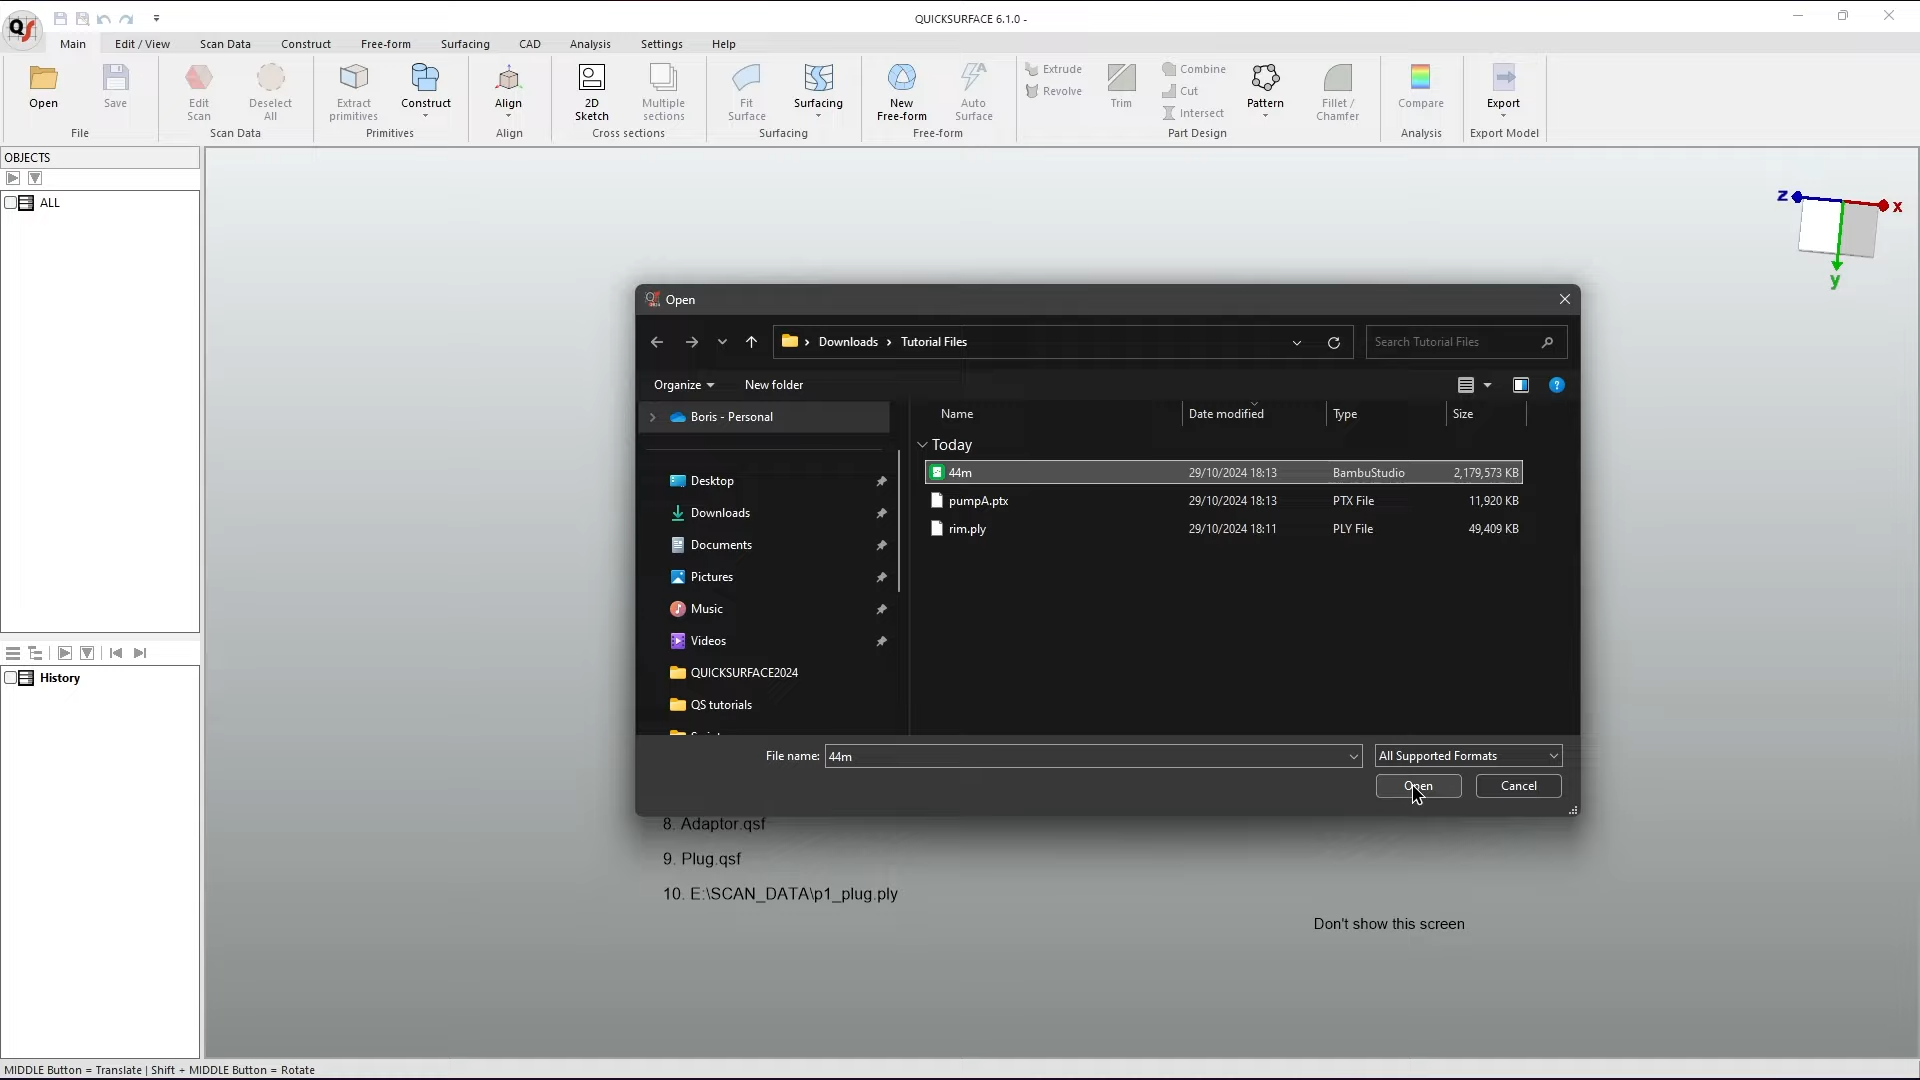 QUICKSURFACE 6.1.0 -
Main Edit / View Scan Data Construct Free-form Surfacing CAD Analysis Settings Help
Open Save Edit Scan Deselect All Extract primitives Construct Align 2D Sketch Multiple sections Fit Surface Surfacing New Free-form Auto Surface Extrude Revolve Trim Combine Cut Intersect Pattern Fillet / Chamfer Compare Export
File Scan Data Primitives Align Cross sections Surfacing Free-form Part Design Analysis Export Model
OBJECTS
ALL
z x
y
Open
Downloads Tutorial Files Search Tutorial Files
Organize New folder
Boris - Personal
Desktop
Downloads
Documents
Pictures
Music
Videos
QUICKSURFACE2024
QS tutorials
Name Date modified Type Size
Today
44m 29/10/2024 18:13 BambuStudio 2,179,573 KB
pumpA.ptx 29/10/2024 18:13 PTX File 11,920 KB
rim.ply 29/10/2024 18:11 PLY File 49,409 KB
File name: 44m All Supported Formats
Open Cancel
8. Adaptor.qsf
9. Plug.qsf
10. E:\SCAN_DATA\p1_plug.ply
Don't show this screen
History
MIDDLE Button = Translate | Shift + MIDDLE Button = Rotate